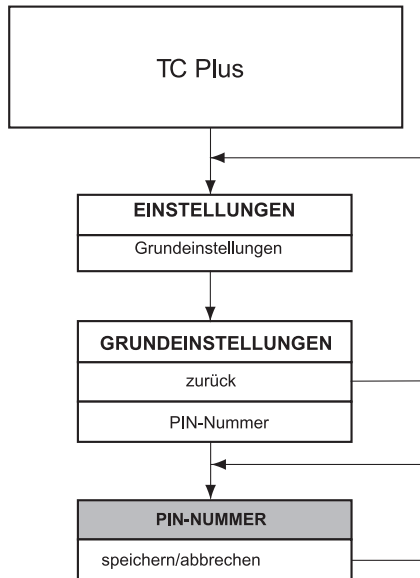 TC Plus
EINSTELLUNGEN
Grundeinstellungen
GRUNDEINSTELLUNGEN
zurück
PIN-Nummer
PIN-NUMMER
speichern/abbrechen